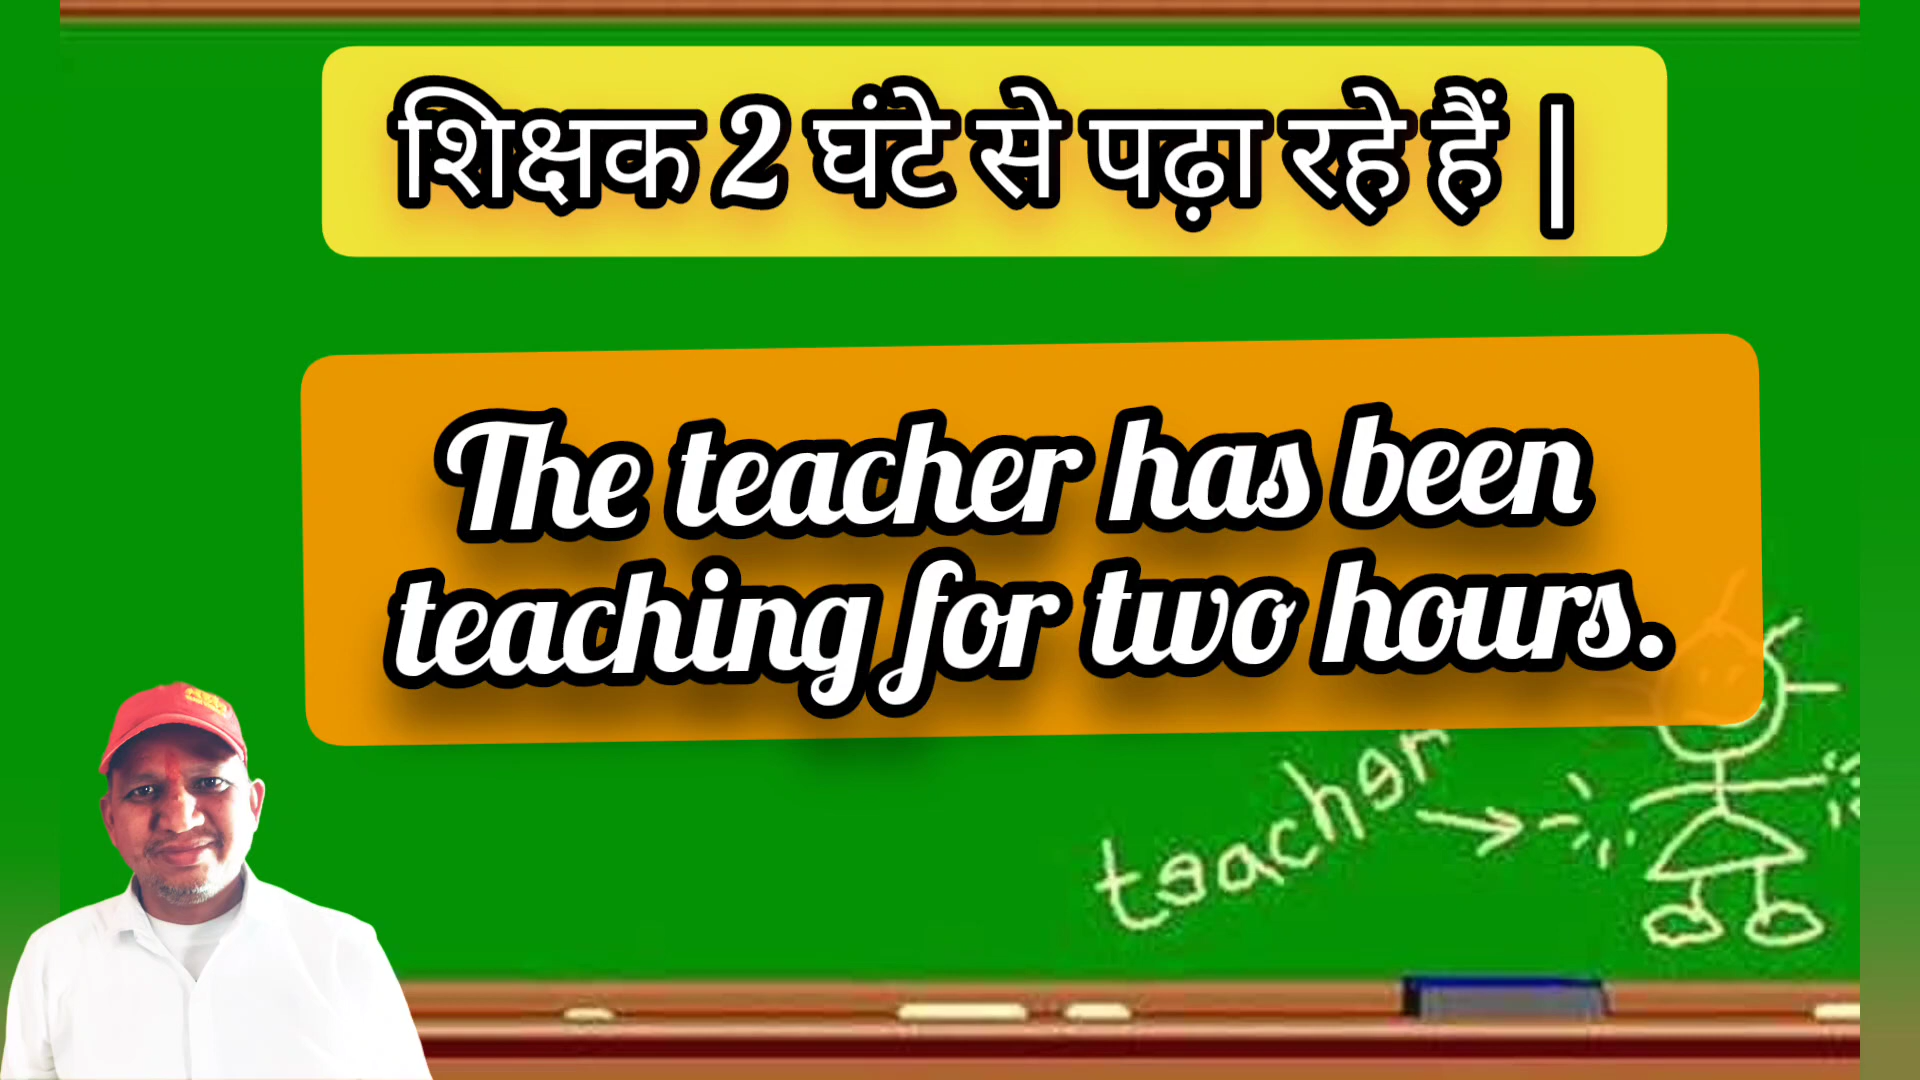 शिक्षक 2 घंटे से पढ़ा रहे हैं |
The teacher has been
teaching for two hours.
teacher